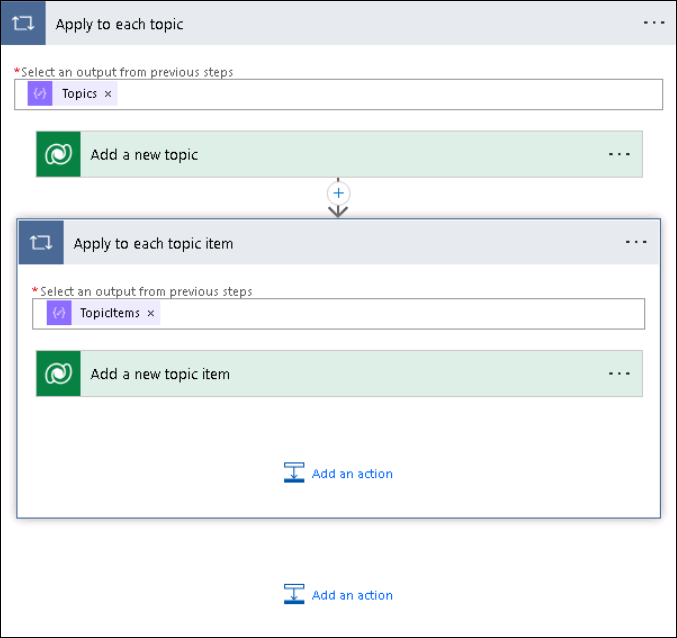 Apply to each topic
*Select an output from previous steps
Topics ×
Add a new topic
Apply to each topic item
*Select an output from previous steps
TopicItems ×
Add a new topic item
Add an action
Add an action